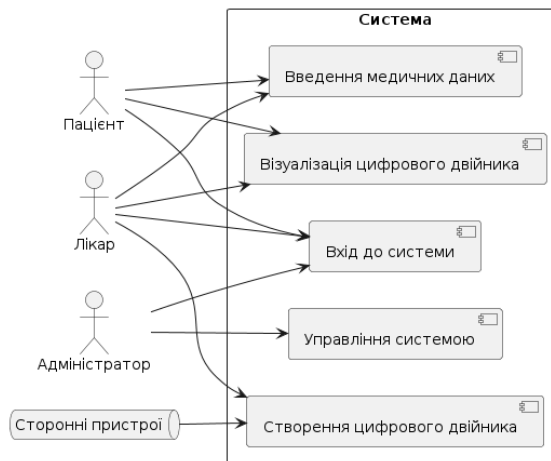 Система
Введення медичних даних
Пацієнт
Візуалізація цифрового двійника
Лікар
Вхід до системи
Адміністратор
Управління системою
Сторонні пристрої
Створення цифрового двійника